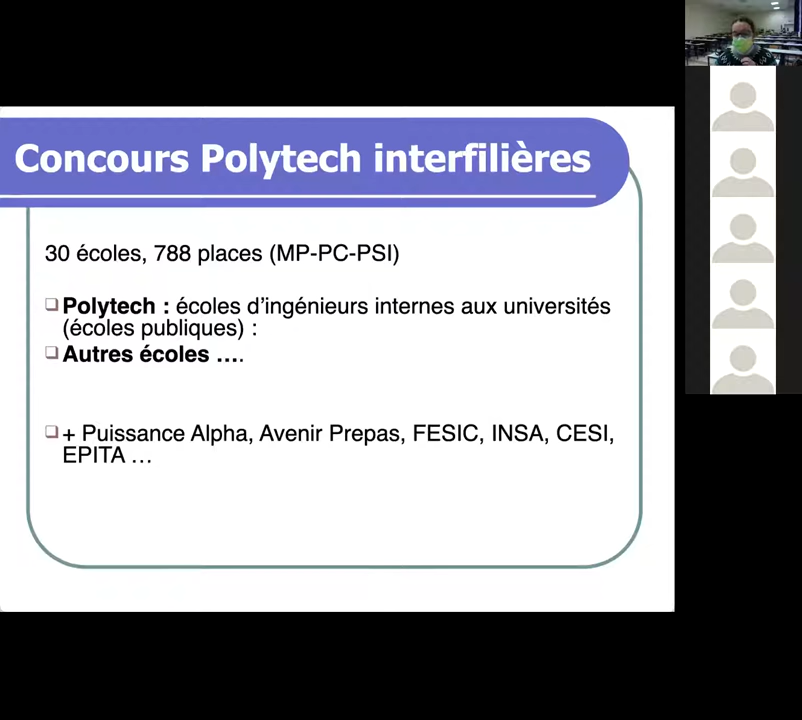 Concours Polytech interfilières
30 écoles, 788 places (MP-PC-PSI)
❑ Polytech : écoles d'ingénieurs internes aux universités
(écoles publiques) :
❑ Autres écoles ….
❑ + Puissance Alpha, Avenir Prepas, FESIC, INSA, CESI,
EPITA …